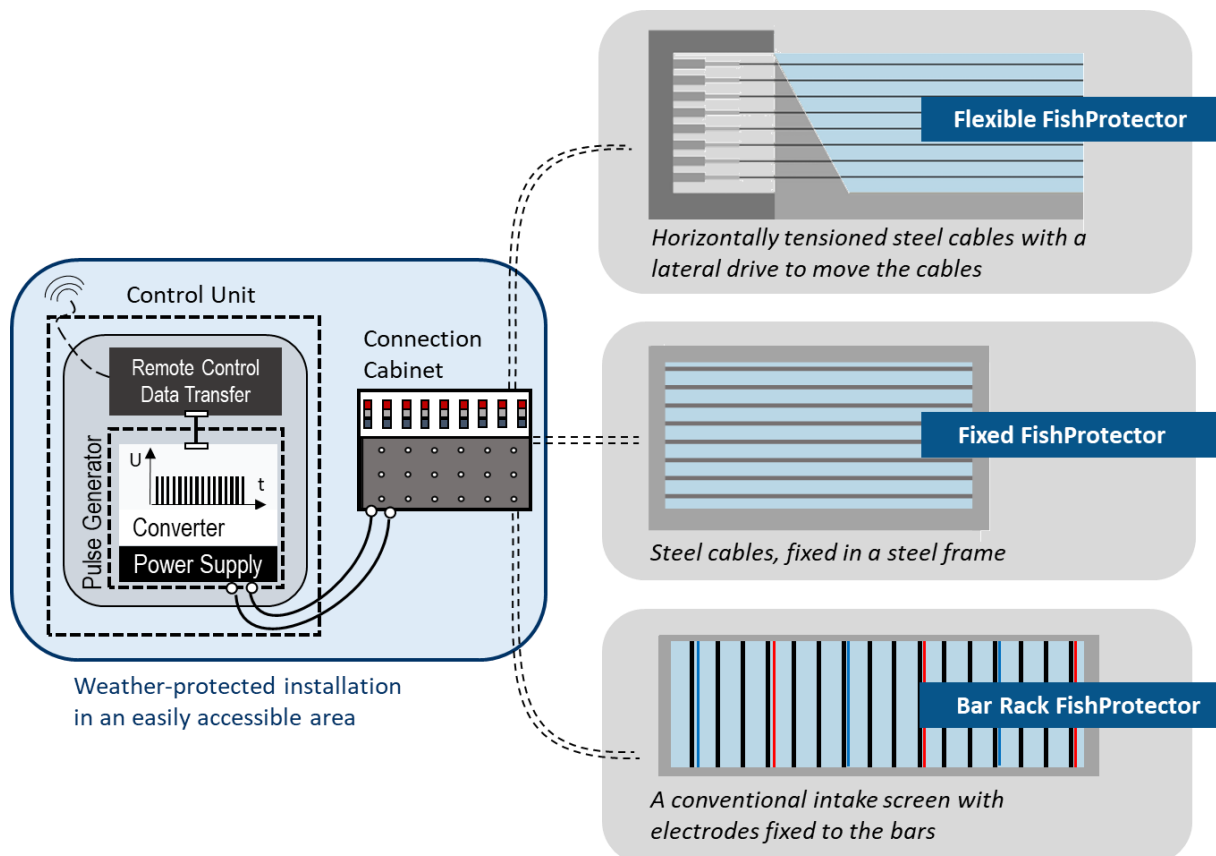 Control Unit
Remote Control
Data Transfer
Pulse Generator
U
t
Converter
Power Supply
Connection
Cabinet
Weather-protected installation
in an easily accessible area
Flexible FishProtector
Horizontally tensioned steel cables with a
lateral drive to move the cables
Fixed FishProtector
Steel cables, fixed in a steel frame
Bar Rack FishProtector
A conventional intake screen with
electrodes fixed to the bars